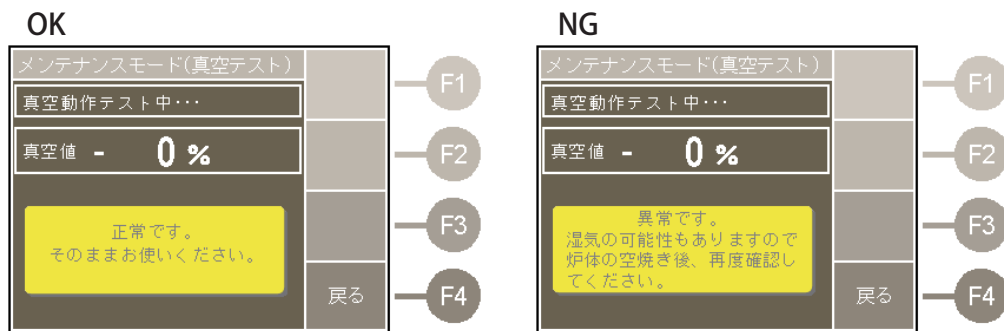 OK
メンテナンスモード(真空テスト)
真空動作テスト中･･･
真空値 - 0 %
正常です。
そのままお使いください。
戻る
F1
F2
F3
F4
NG
メンテナンスモード(真空テスト)
真空動作テスト中･･･
真空値 - 0 %
異常です。
湿気の可能性もありますので
炉体の空焼き後、再度確認し
てください。
戻る
F1
F2
F3
F4